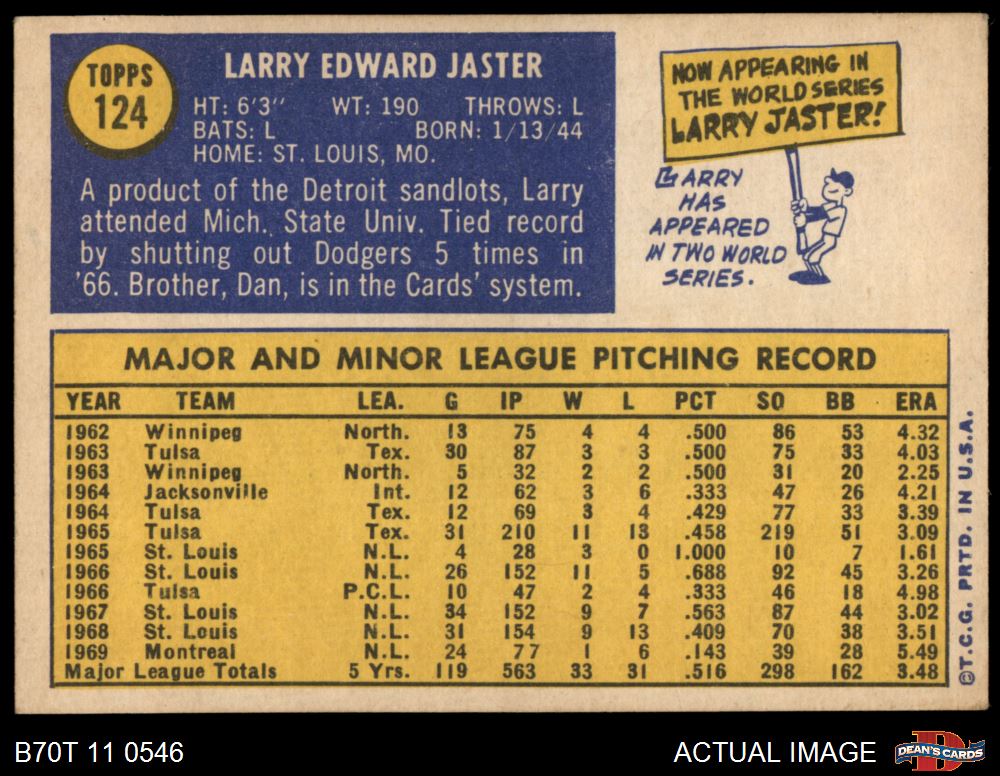 TOPPS
124
LARRY EDWARD JASTER
HT: 6'3" WT: 190 THROWS: L
BATS: L BORN: 1/13/44
HOME: ST. LOUIS, MO.
A product of the Detroit sandlots, Larry
attended Mich. State Univ. Tied record
by shutting out Dodgers 5 times in
'66. Brother, Dan, is in the Cards' system.
NOW APPEARING IN
THE WORLD SERIES
LARRY JASTER!
LARRY
HAS
APPEARED
IN TWO WORLD
SERIES.
MAJOR AND MINOR LEAGUE PITCHING RECORD
YEAR TEAM LEA. G IP W L PCT SO BB ERA
1962 Winnipeg North. 13 75 4 4 .500 86 53 4.32
1963 Tulsa Tex. 30 87 3 3 .500 75 33 4.03
1963 Winnipeg North. 5 32 2 2 .500 31 20 2.25
1964 Jacksonville Int. 12 62 3 6 .333 47 26 4.21
1964 Tulsa Tex. 12 69 3 4 .429 77 33 3.39
1965 Tulsa Tex. 31 210 11 13 .458 219 51 3.09
1965 St. Louis N.L. 4 28 3 0 1.000 10 7 1.61
1966 St. Louis N.L. 26 152 11 5 .688 92 45 3.26
1966 Tulsa P.C.L. 10 47 2 4 .333 46 18 4.98
1967 St. Louis N.L. 34 152 9 7 .563 87 44 3.02
1968 St. Louis N.L. 31 154 9 13 .409 70 38 3.51
1969 Montreal N.L. 24 77 1 6 .143 39 28 5.49
Major League Totals 5 Yrs. 119 563 33 31 .516 298 162 3.48
©T.C.G. PRTD. IN U.S.A.
B70T 11 0546
ACTUAL IMAGE
DEAN'S CARDS